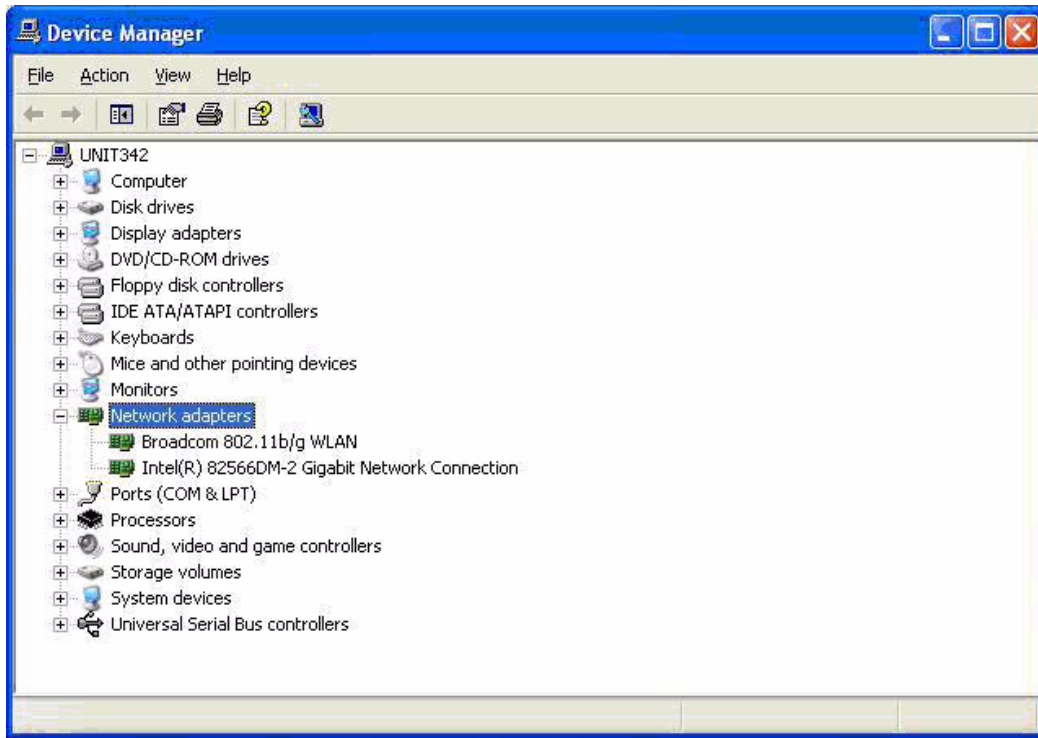 Device Manager
File Action View Help
UNIT342
Computer
Disk drives
Display adapters
DVD/CD-ROM drives
Floppy disk controllers
IDE ATA/ATAPI controllers
Keyboards
Mice and other pointing devices
Monitors
Network adapters
Broadcom 802.11b/g WLAN
Intel(R) 82566DM-2 Gigabit Network Connection
Ports (COM & LPT)
Processors
Sound, video and game controllers
Storage volumes
System devices
Universal Serial Bus controllers